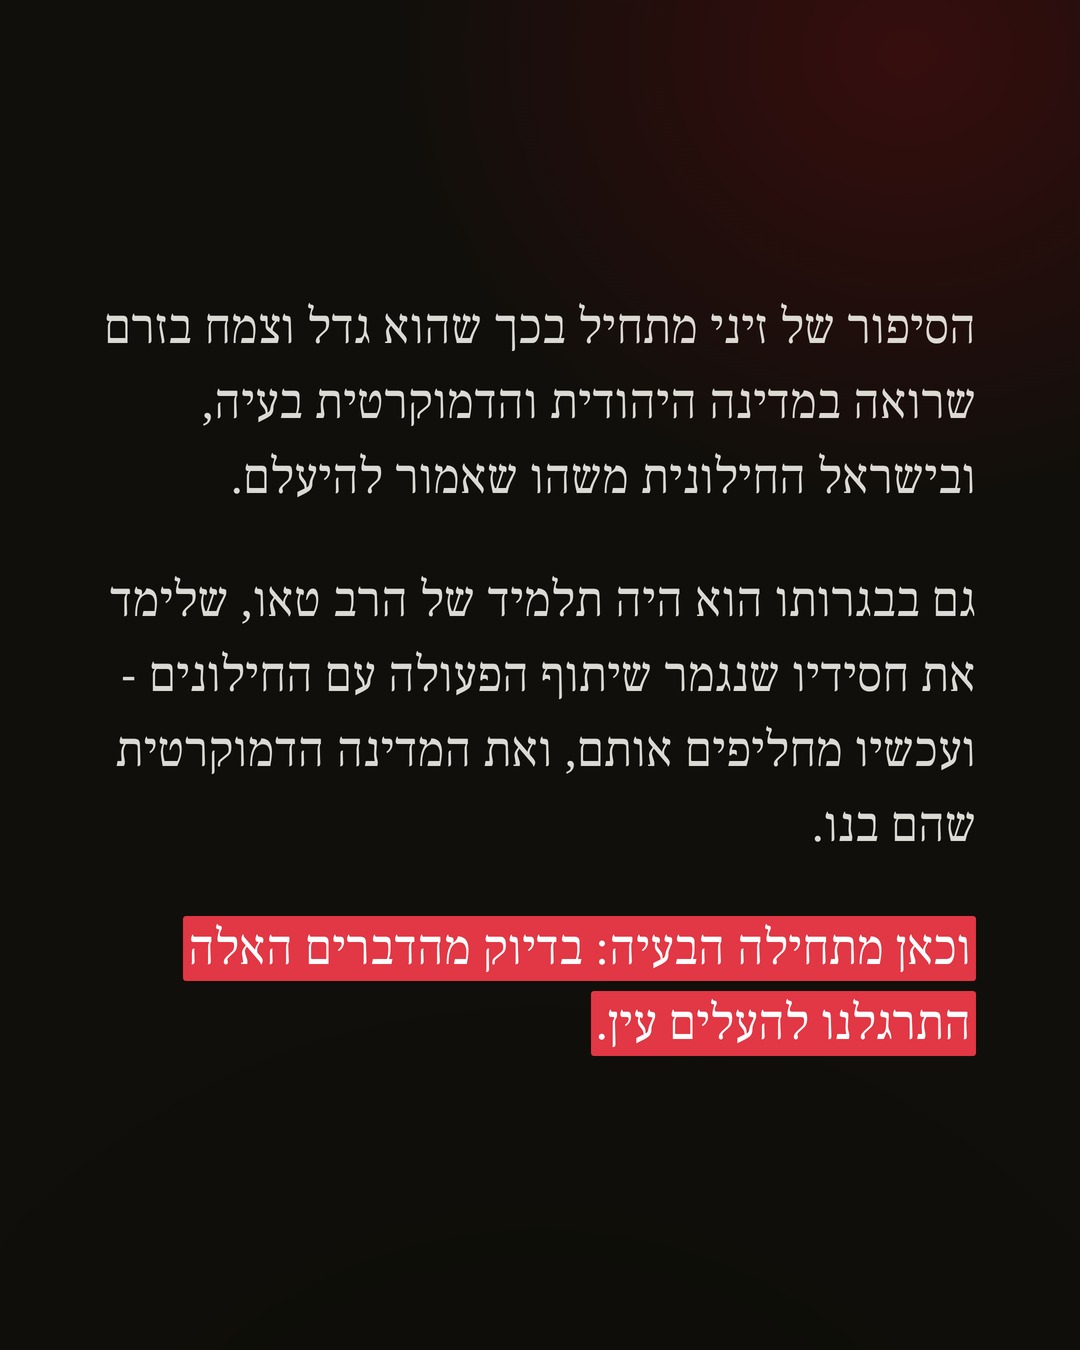 הסיפור של זיני מתחיל בכך שהוא גדל וצמח בזרם
שרואה במדינה היהודית והדמוקרטית בעיה,
ובישראל החילונית משהו שאמור להיעלם.
גם בבגרותו הוא היה תלמיד של הרב טאו, שלימד
את חסידיו שנגמר שיתוף הפעולה עם החילונים -
ועכשיו מחליפים אותם, ואת המדינה הדמוקרטית
שהם בנו.
וכאן מתחילה הבעיה: בדיוק מהדברים האלה
התרגלנו להעלים עין.